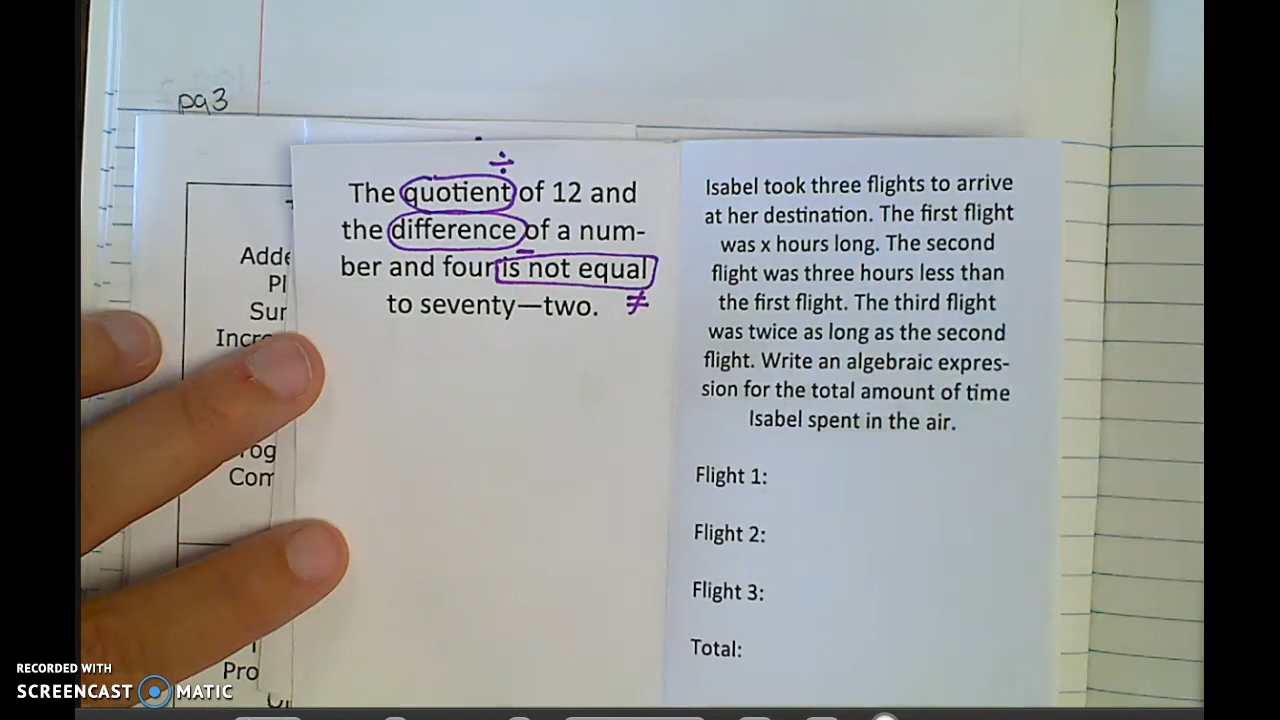 pg3
÷
The quotient of 12 and
the difference of a num-
−
ber and four is not equal
to seventy—two. ≠
Isabel took three flights to arrive
at her destination. The first flight
was x hours long. The second
flight was three hours less than
the first flight. The third flight
was twice as long as the second
flight. Write an algebraic expres-
sion for the total amount of time
Isabel spent in the air.
Flight 1:
Flight 2:
Flight 3:
Total:
Adde
Pl
Sur
Incre
rog
Com
Pro
RECORDED WITH
SCREENCAST MATIC